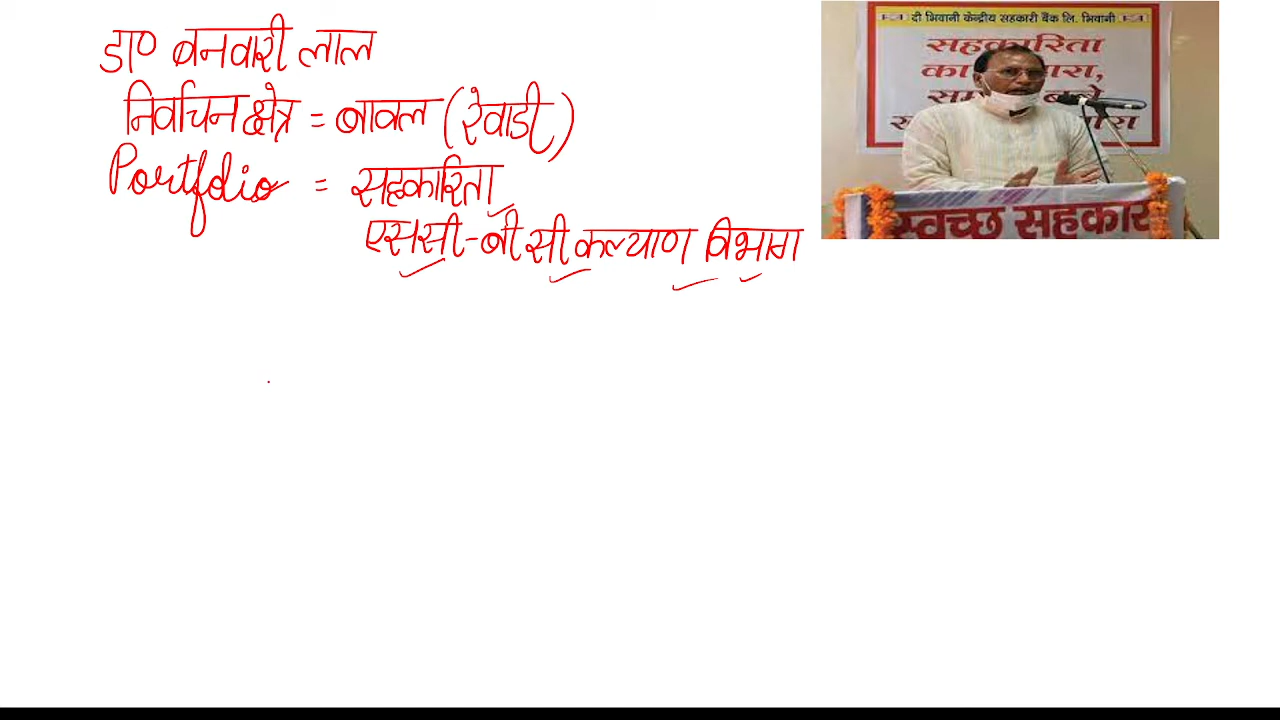 डा० बनवारी लाल
निर्वाचन क्षेत्र = बावल (रेवाडी)
Portfolio = सहकारिता
एससी-बी सी कल्याण विभाग
दी भिवानी केन्द्रीय सहकारी बैंक लि. भिवानी
सहकारिता
का
स्वच्छ सहकार